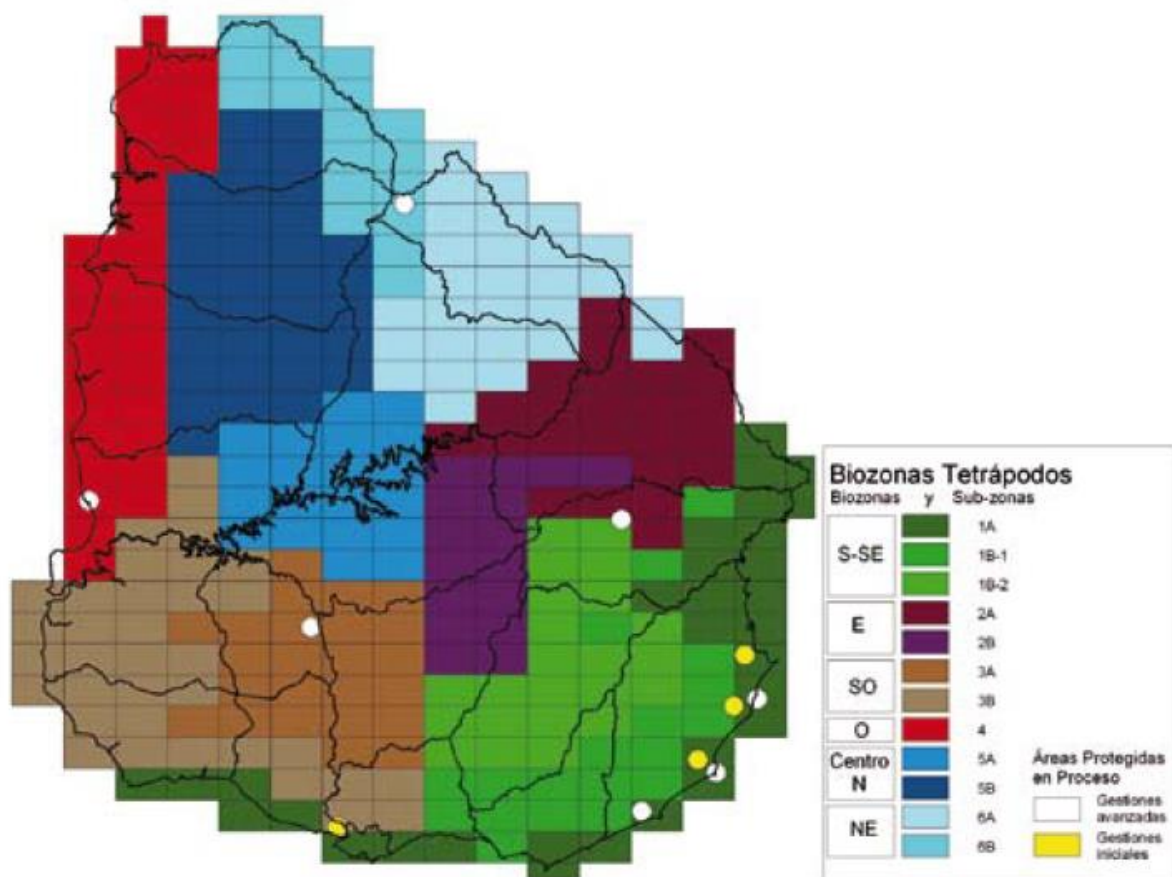 Biozonas Tetrápodos
Biozonas y Sub-zonas
S-SE
1A
1B-1
1B-2
E
2A
2B
SO
3A
3B
O
4
Centro
N
5A
5B
NE
6A
6B
Áreas Protegidas
en Proceso
Gestiones
avanzadas
Gestiones
iniciales